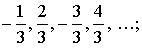 -1/3, 2/3, -3/3, 4/3, ...;